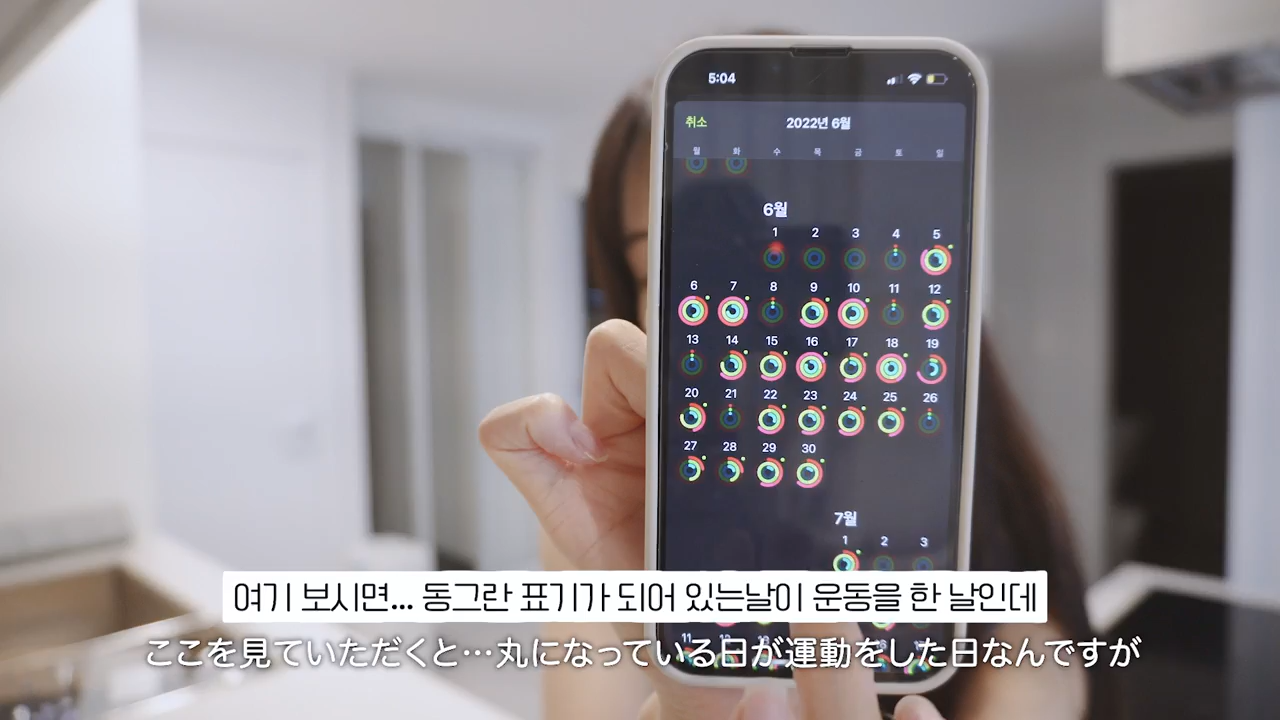 5:04
취소 2022년 6월
월 화 수 목 금 토 일
6월
1 2 3 4 5
6 7 8 9 10 11 12
13 14 15 16 17 18 19
20 21 22 23 24 25 26
27 28 29 30
7월
1 2 3
여기 보시면... 동그란 표기가 되어 있는날이 운동을 한 날인데
11
ここを見ていただくと…丸になっている日が運動をした日なんですが